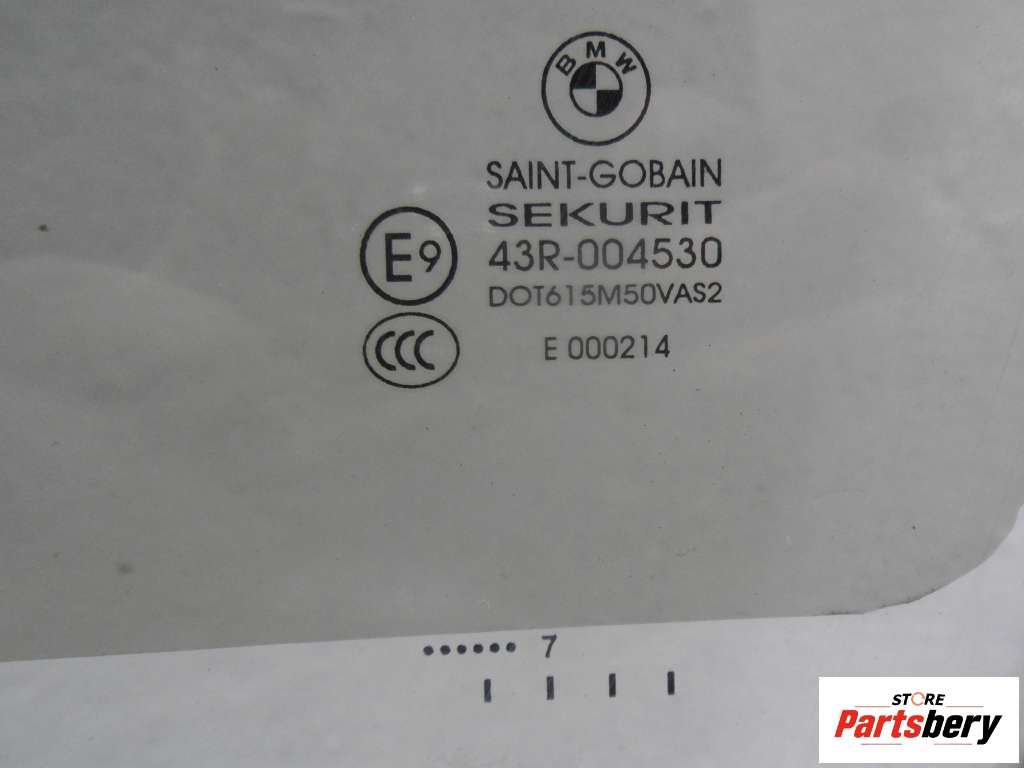 BMW
SAINT-GOBAIN
SEKURIT
E9
43R-004530
DOT615M50VAS2
CCC
E 000214
•••••• 7
STORE
Partsbery